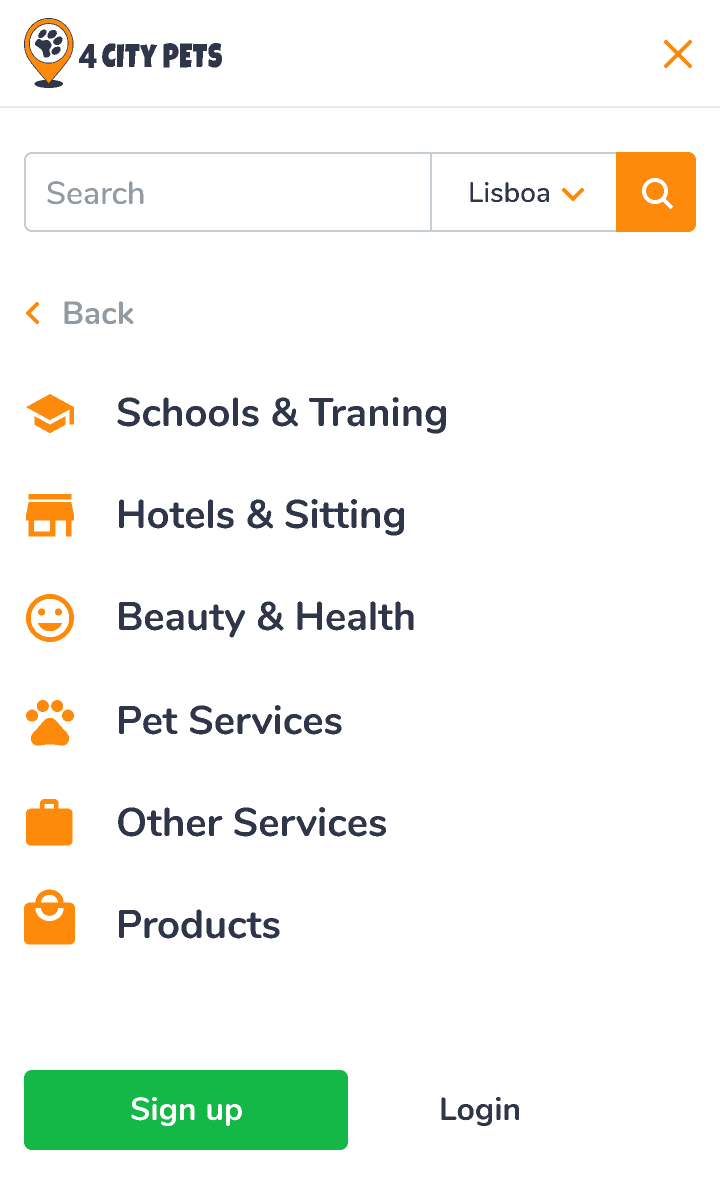 4 CITY PETS
Search
Lisboa
Back
Schools & Traning
Hotels & Sitting
Beauty & Health
Pet Services
Other Services
Products
Sign up
Login